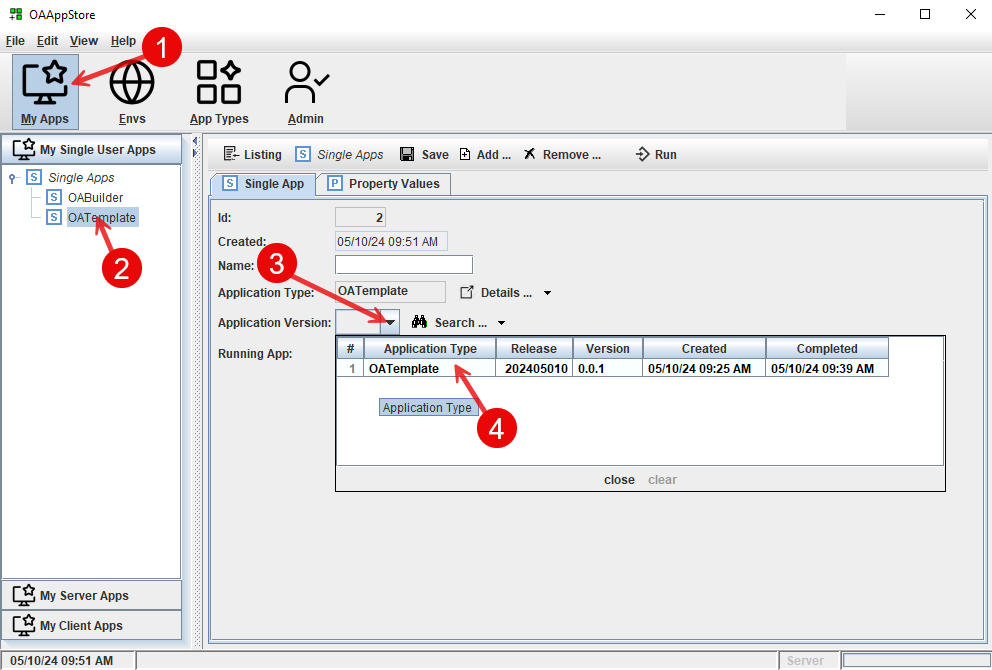 OAAppStore
File Edit View Help
1
My Apps Envs App Types Admin
My Single User Apps
Listing S Single Apps Save Add ... Remove ... Run
S Single Apps
S OABuilder
S OATemplate
2
S Single App P Property Values
Id: 2
Created: 05/10/24 09:51 AM
Name:
3
Application Type: OATemplate Details ...
Application Version: Search ...
Running App:
# Application Type Release Version Created Completed
1 OATemplate 202405010 0.0.1 05/10/24 09:25 AM 05/10/24 09:39 AM
Application Type
4
close clear
My Server Apps
My Client Apps
05/10/24 09:51 AM Server